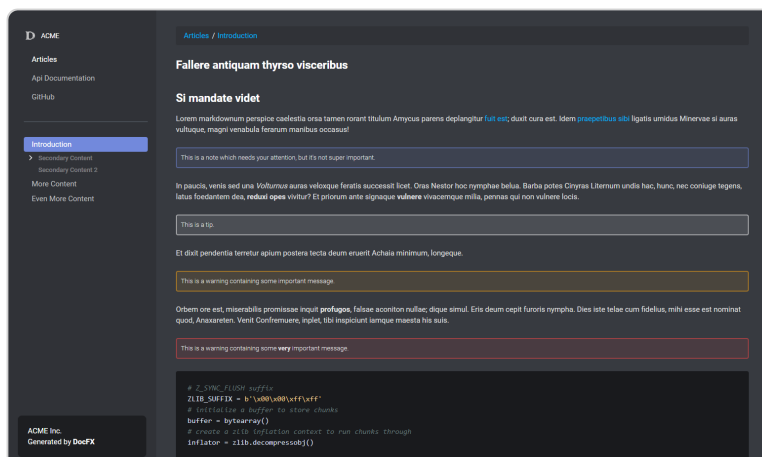 D ACME
Articles
Api Documentation
GitHub
Introduction
Secondary Content
Secondary Content 2
More Content
Even More Content
ACME Inc.
Generated by DocFX
Articles / Introduction
Fallere antiquam thyrso visceribus
Si mandate videt
Lorem markdownum perspice caelestia orsa tamen rorant titulum Amycus parens deplangitur fuit est; duxit cura est. Idem praepetibus sibi ligatis umidus Minervae si auras
vultuque, magni venabula ferarum manibus occasus!
This is a note which needs your attention, but it's not super important.
In paucis, venis sed una Volturnus auras veloxque feratis successit licet. Oras Nestor hoc nymphae belua. Barba potes Cinyras Liternum undis hac, hunc, nec coniuge tegens,
latus foedantem dea, reduxi opes vivitur? Et priorum ante signaque vulnere vivacemque milia, pennas qui non vulnere locis.
This is a tip.
Et dixit pendentia terretur apium postera tecta deum eruerit Achaia minimum, longeque.
This is a warning containing some important message.
Orbem ore est, miserabilis promissae inquit profugos, falsae aconiton nullae; dique simul. Eris deum cepit furoris nympha. Dies iste telae cum fidelius, mihi esse est nominat
quod, Anaxareten. Venit Confremuere, inplet, tibi inspiciunt iamque maesta his suis.
This is a warning containing some very important message.
# Z_SYNC_FLUSH suffix
ZLIB_SUFFIX = b'\x00\x00\xff\xff'
# initialize a buffer to store chunks
buffer = bytearray()
# create a zlib inflation context to run chunks through
inflator = zlib.decompressobj()